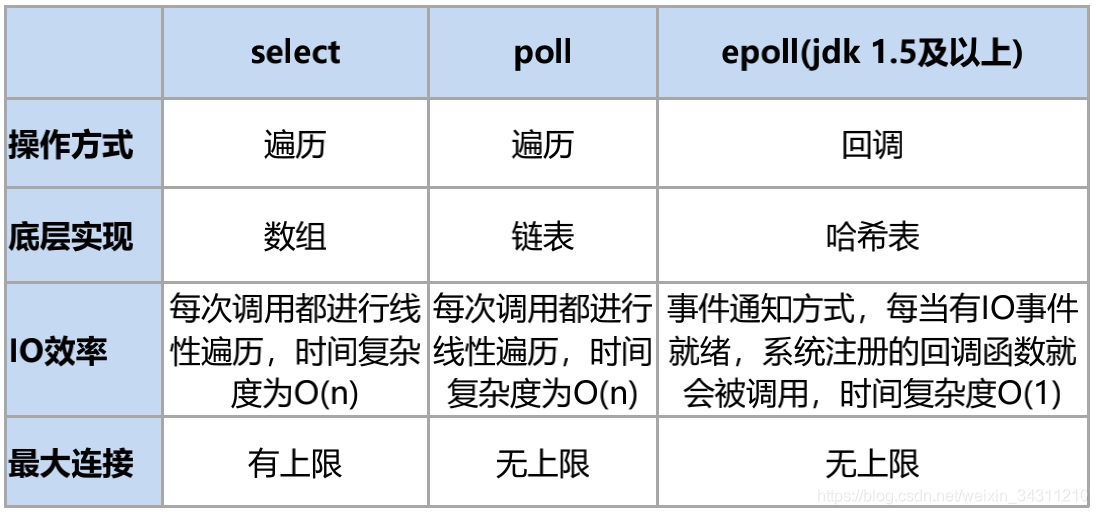 select
poll
epoll(jdk 1.5及以上)
操作方式
遍历
遍历
回调
底层实现
数组
链表
哈希表
IO效率
每次调用都进行线
性遍历，时间复杂
度为O(n)
每次调用都进行
线性遍历，时间
复杂度为O(n)
事件通知方式，每当有IO事件
就绪，系统注册的回调函数就
会被调用，时间复杂度O(1)
最大连接
有上限
无上限
无上限
https://blog.csdn.net/weixin_34311210